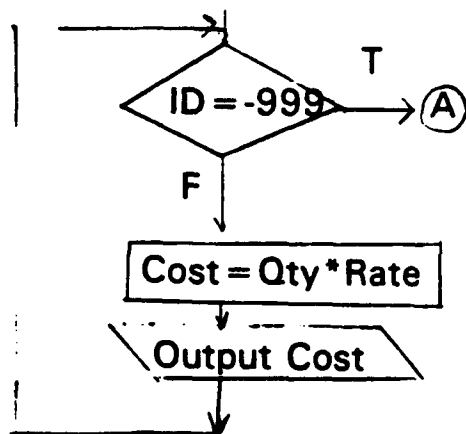 T
ID = -999
A
F
Cost = Qty * Rate
Output Cost